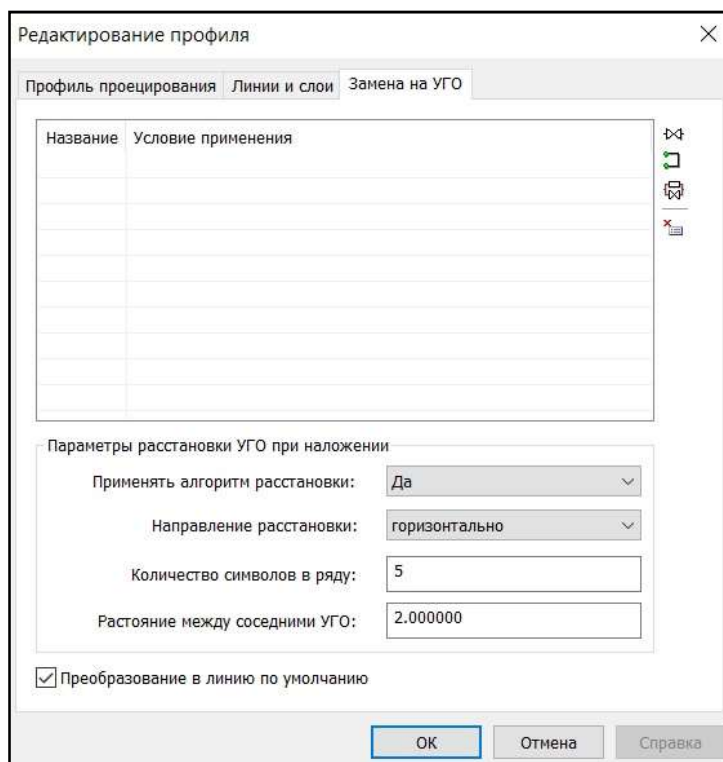 Редактирование профиля
Профиль проецирования Линии и слои Замена на УГО
Название Условие применения
Параметры расстановки УГО при наложении
Применять алгоритм расстановки: Да
Направление расстановки: горизонтально
Количество символов в ряду: 5
Растояние между соседними УГО: 2.000000
Преобразование в линию по умолчанию
ОК Отмена Справка